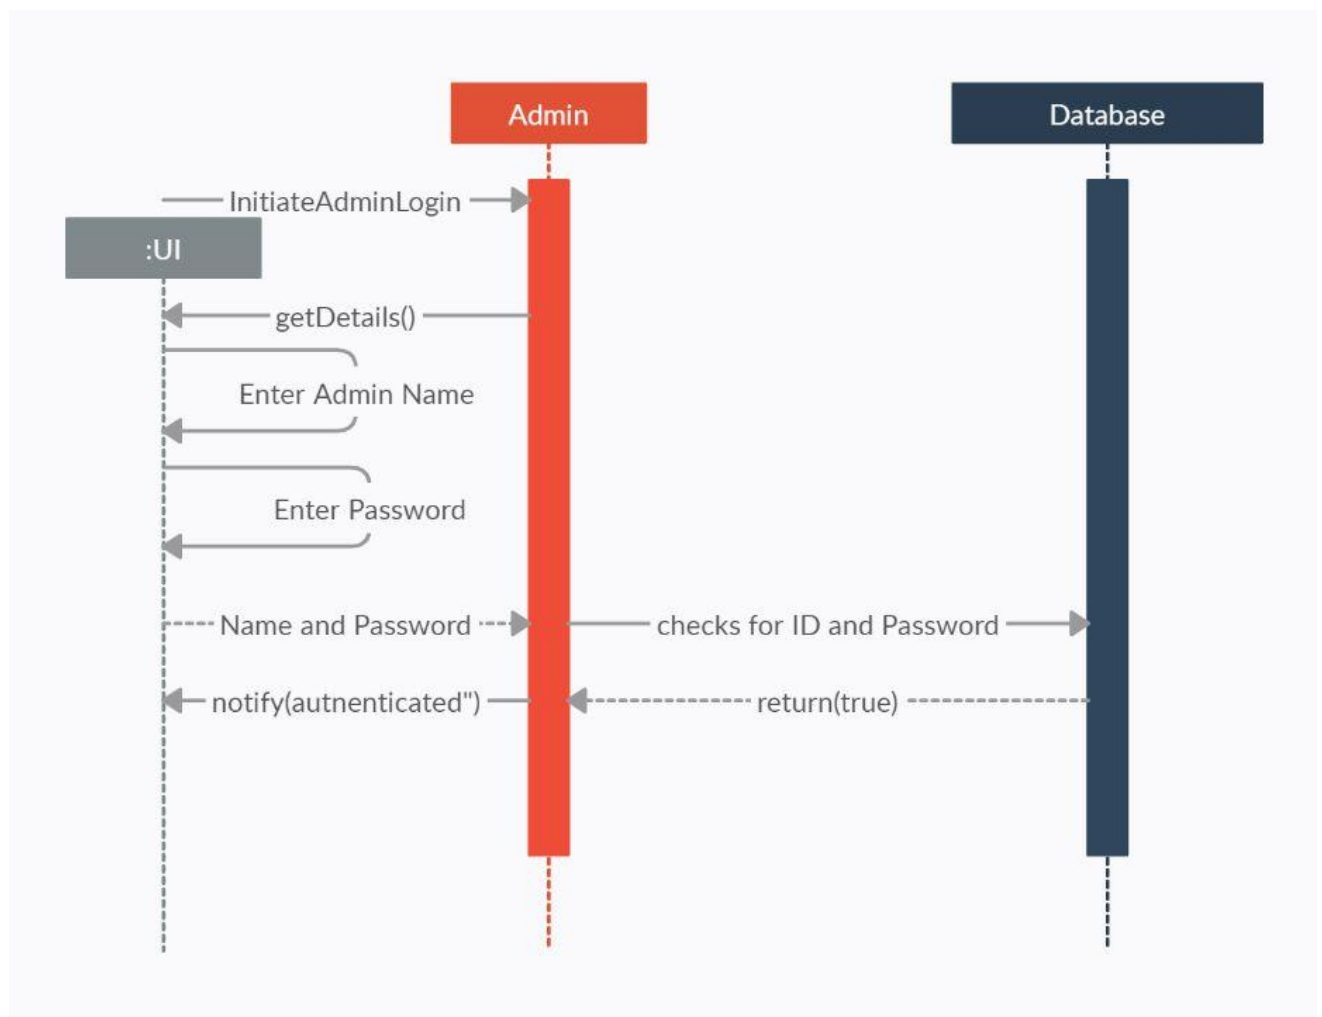 Admin
Database
InitiateAdminLogin
:UI
getDetails()
Enter Admin Name
Enter Password
Name and Password
checks for ID and Password
notify(autnenticated")
return(true)